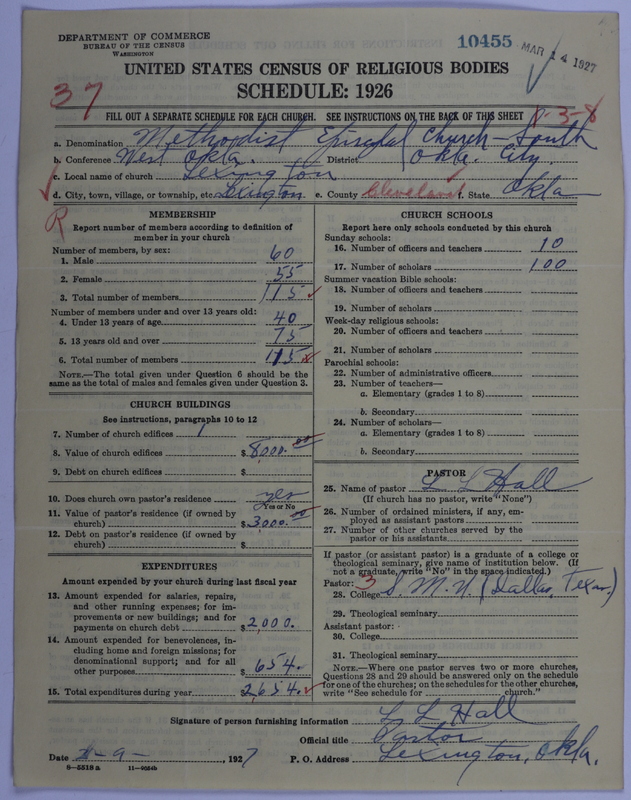 DEPARTMENT OF COMMERCE
BUREAU OF THE CENSUS
WASHINGTON
10455
MAR 14 1927
UNITED STATES CENSUS OF RELIGIOUS BODIES
SCHEDULE: 1926
37
FILL OUT A SEPARATE SCHEDULE FOR EACH CHURCH. SEE INSTRUCTIONS ON THE BACK OF THIS SHEET
3-8
a. Denomination Methodist Episcopal Church-South
b. Conference West Okla. District Okla. City.
c. Local name of church Lexington
d. City, town, village, or township, etc. Lexington e. County Cleveland f. State Okla
R
MEMBERSHIP
Report number of members according to definition of
member in your church
Number of members, by sex:
1. Male 60
2. Female 55
3. Total number of members 115
Number of members under and over 13 years old:
4. Under 13 years of age 40
5. 13 years old and over 75
6. Total number of members 115
NOTE.—The total given under Question 6 should be the
same as the total of males and females given under Question 3.
CHURCH BUILDINGS
See instructions, paragraphs 10 to 12
7. Number of church edifices 1
8. Value of church edifices $8000.00
9. Debt on church edifices $
10. Does church own pastor's residence yes
Yes or No
11. Value of pastor's residence (if owned by
church) $3000.00
12. Debt on pastor's residence (if owned by
church) $
EXPENDITURES
Amount expended by your church during last fiscal year
13. Amount expended for salaries, repairs,
and other running expenses; for im-
provements or new buildings; and for
payments on church debt $2,000.
14. Amount expended for benevolences, in-
cluding home and foreign missions; for
denominational support; and for all
other purposes $654.
15. Total expenditures during year 2,654.
CHURCH SCHOOLS
Report here only schools conducted by this church
Sunday schools:
16. Number of officers and teachers 10
17. Number of scholars 100
Summer vacation Bible schools:
18. Number of officers and teachers
19. Number of scholars
Week-day religious schools:
20. Number of officers and teachers
21. Number of scholars
Parochial schools:
22. Number of administrative officers
23. Number of teachers—
a. Elementary (grades 1 to 8)
b. Secondary
24. Number of scholars—
a. Elementary (grades 1 to 8)
b. Secondary
PASTOR
25. Name of pastor L L Hall
(If church has no pastor, write "None")
26. Number of ordained ministers, if any, em-
ployed as assistant pastors
27. Number of other churches served by the
pastor or his assistants
If pastor (or assistant pastor) is a graduate of a college or
theological seminary, give name of institution below. (If
not a graduate, write "No" in the space indicated.)
Pastor: 3
28. College S. M. U. (Dallas, Texas.)
29. Theological seminary
Assistant pastor:
30. College
31. Theological seminary
NOTE.—Where one pastor serves two or more churches,
Questions 28 and 29 should be answered only on the schedule
for one of the churches; on the schedules for the other churches,
write "See schedule for church."
Signature of person furnishing information L L Hall
Official title Pastor
Date 1927 P. O. Address Lexington, Okla.
8-5518a 11-9554b